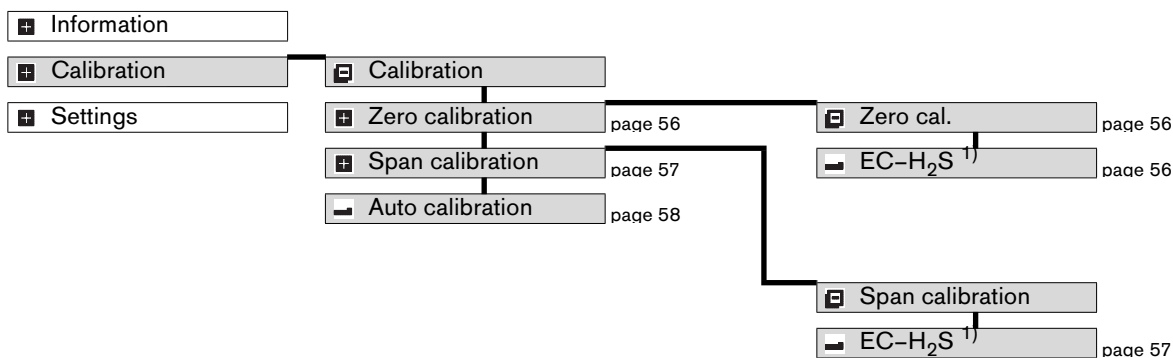 Information
Calibration
Calibration
Settings
Zero calibration page 56
Zero cal. page 56
Span calibration page 57
EC–H₂S ¹⁾ page 56
Auto calibration page 58
Span calibration
EC–H₂S ¹⁾ page 57